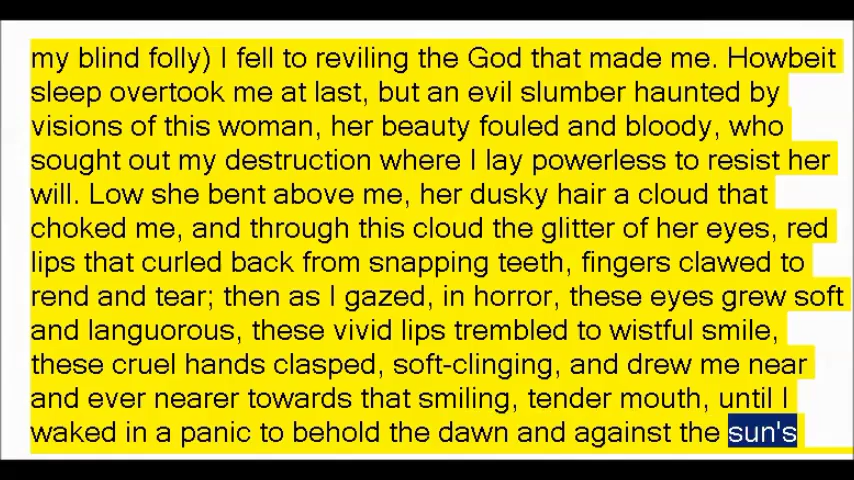 my blind folly) I fell to reviling the God that made me. Howbeit
sleep overtook me at last, but an evil slumber haunted by
visions of this woman, her beauty fouled and bloody, who
sought out my destruction where I lay powerless to resist her
will. Low she bent above me, her dusky hair a cloud that
choked me, and through this cloud the glitter of her eyes, red
lips that curled back from snapping teeth, fingers clawed to
rend and tear; then as I gazed, in horror, these eyes grew soft
and languorous, these vivid lips trembled to wistful smile,
these cruel hands clasped, soft-clinging, and drew me near
and ever nearer towards that smiling, tender mouth, until I
waked in a panic to behold the dawn and against the sun's